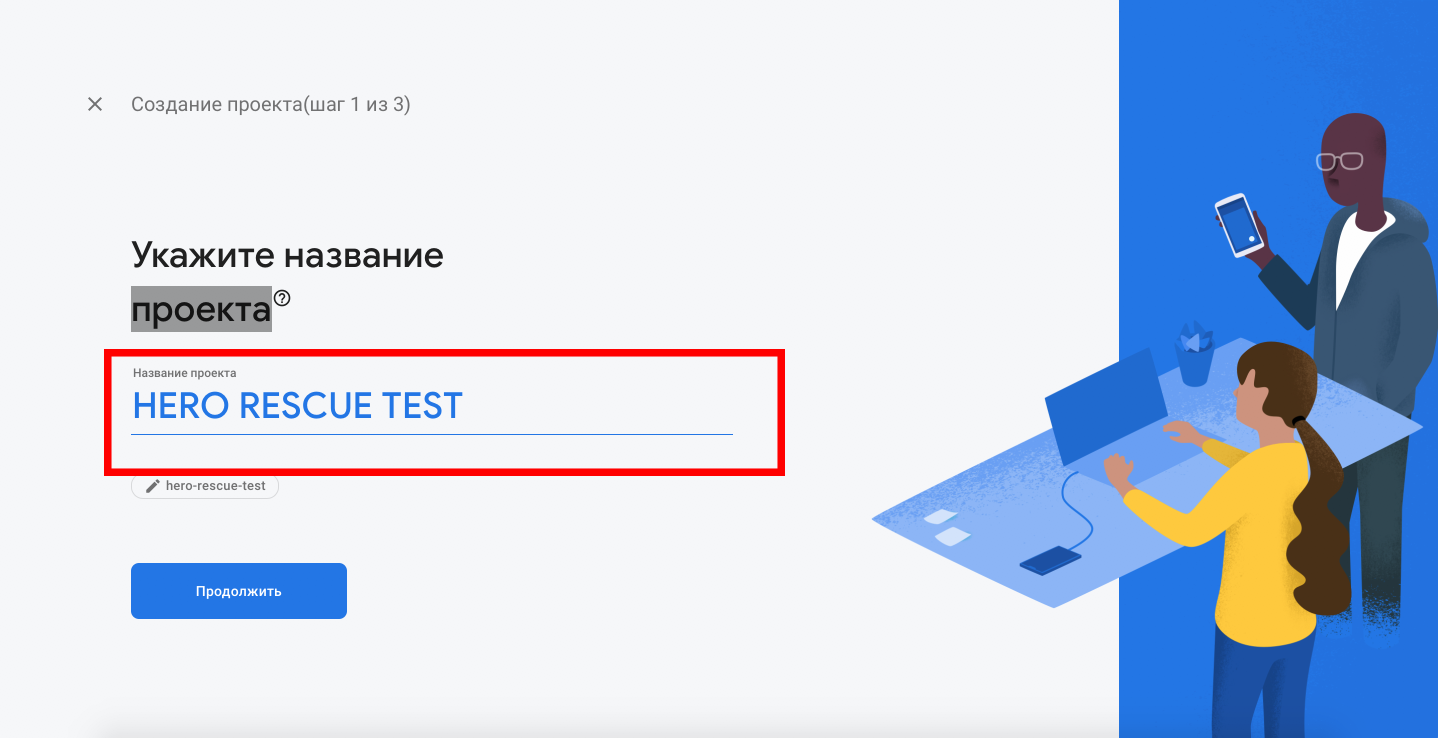 Создание проекта(шаг 1 из 3)
Укажите название
проекта
Название проекта
HERO RESCUE TEST
hero-rescue-test
Продолжить